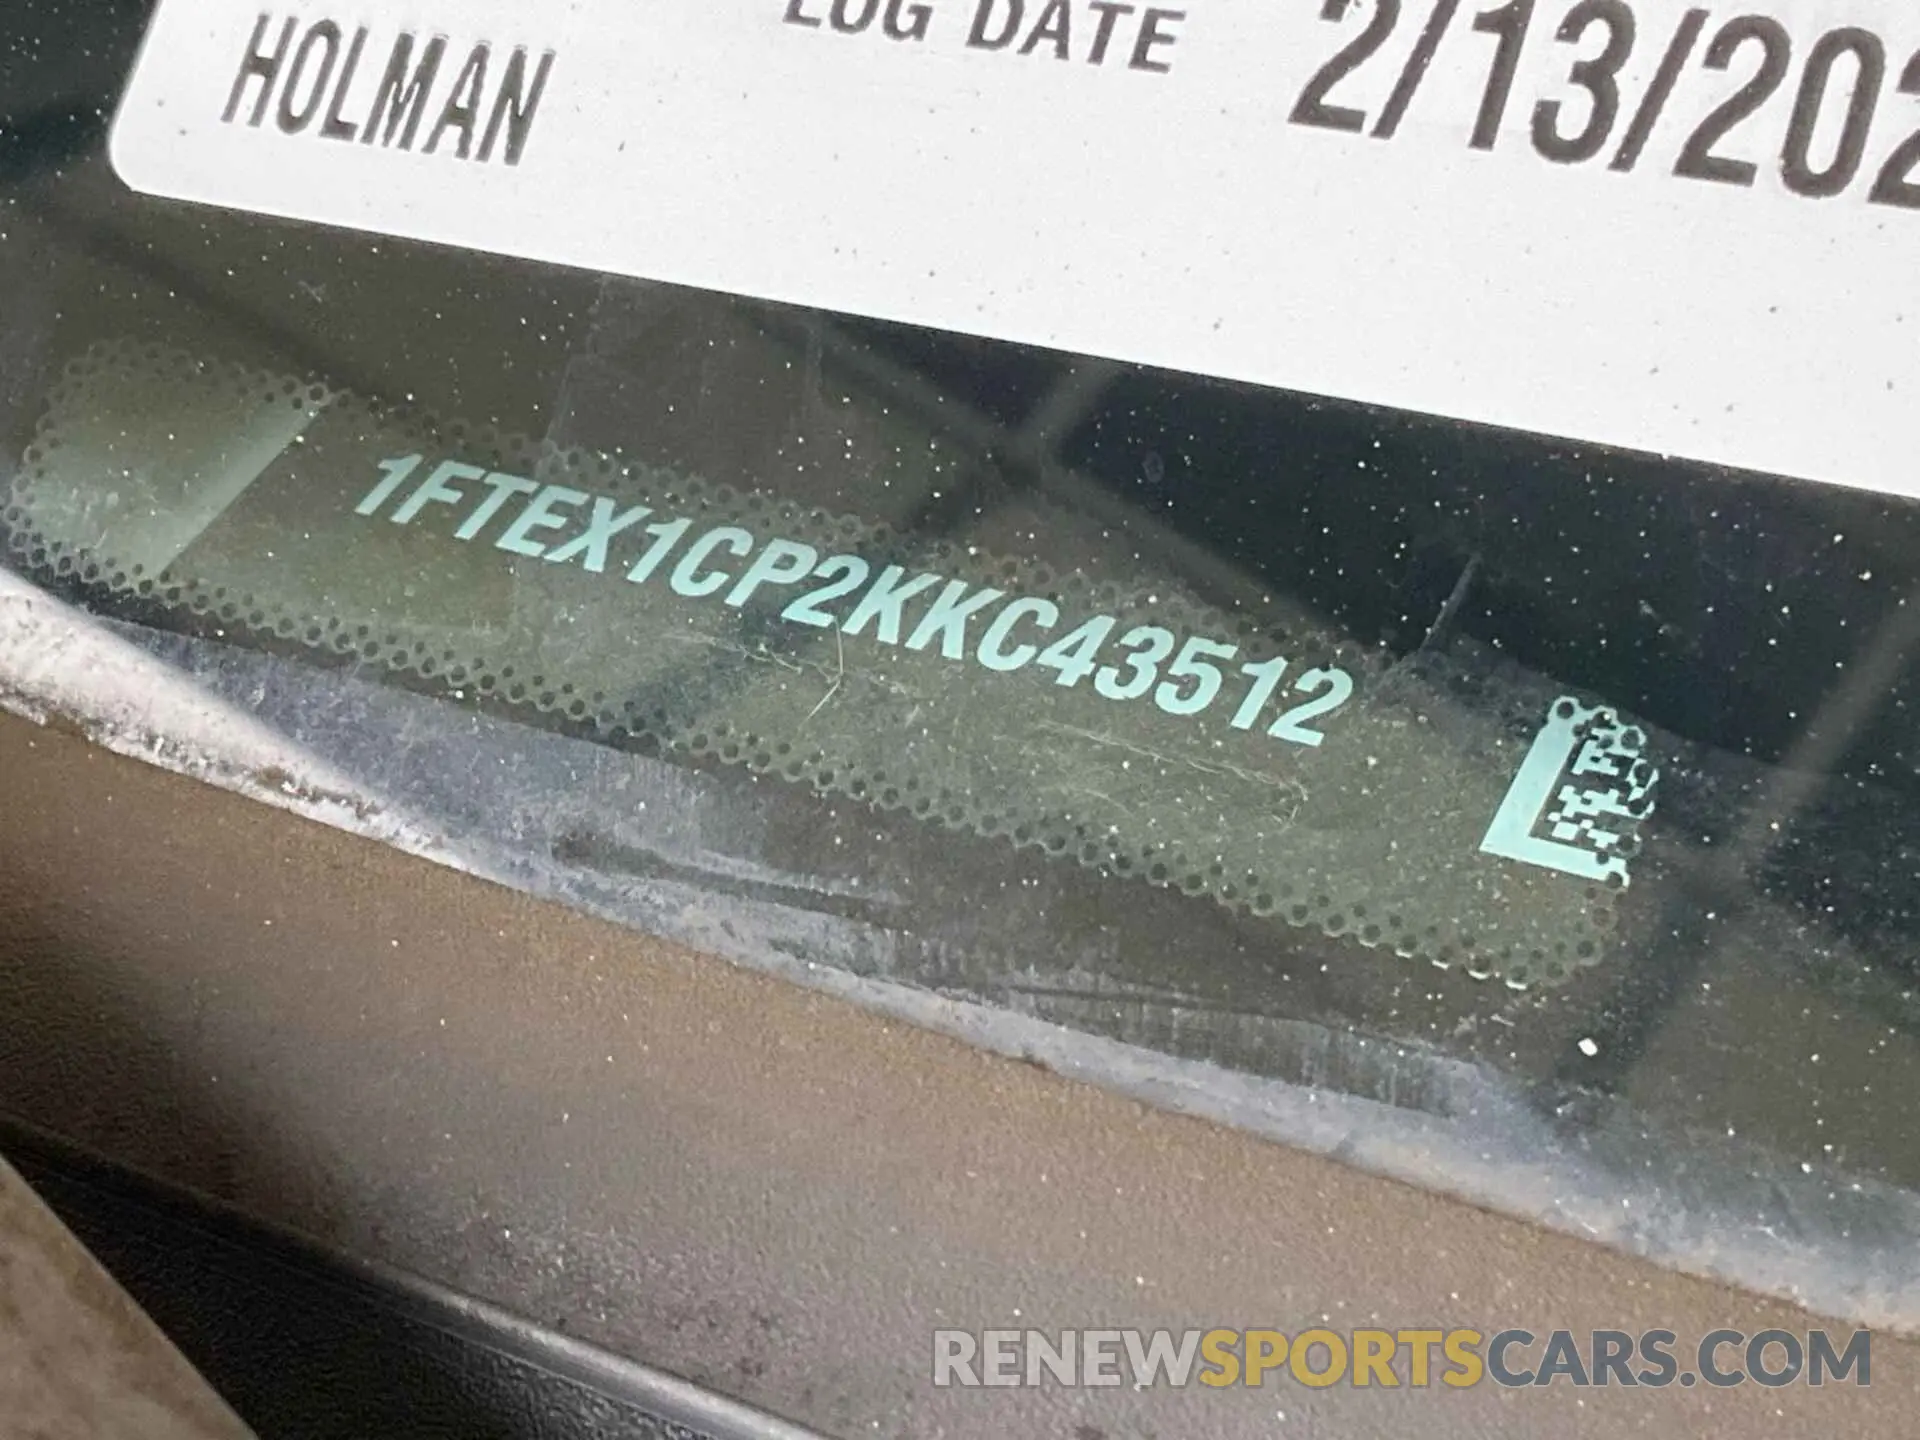 LOG DATE 2/13/202
HOLMAN
1FTEX1CP2KKC43512
RENEWSPORTSCARS.COM